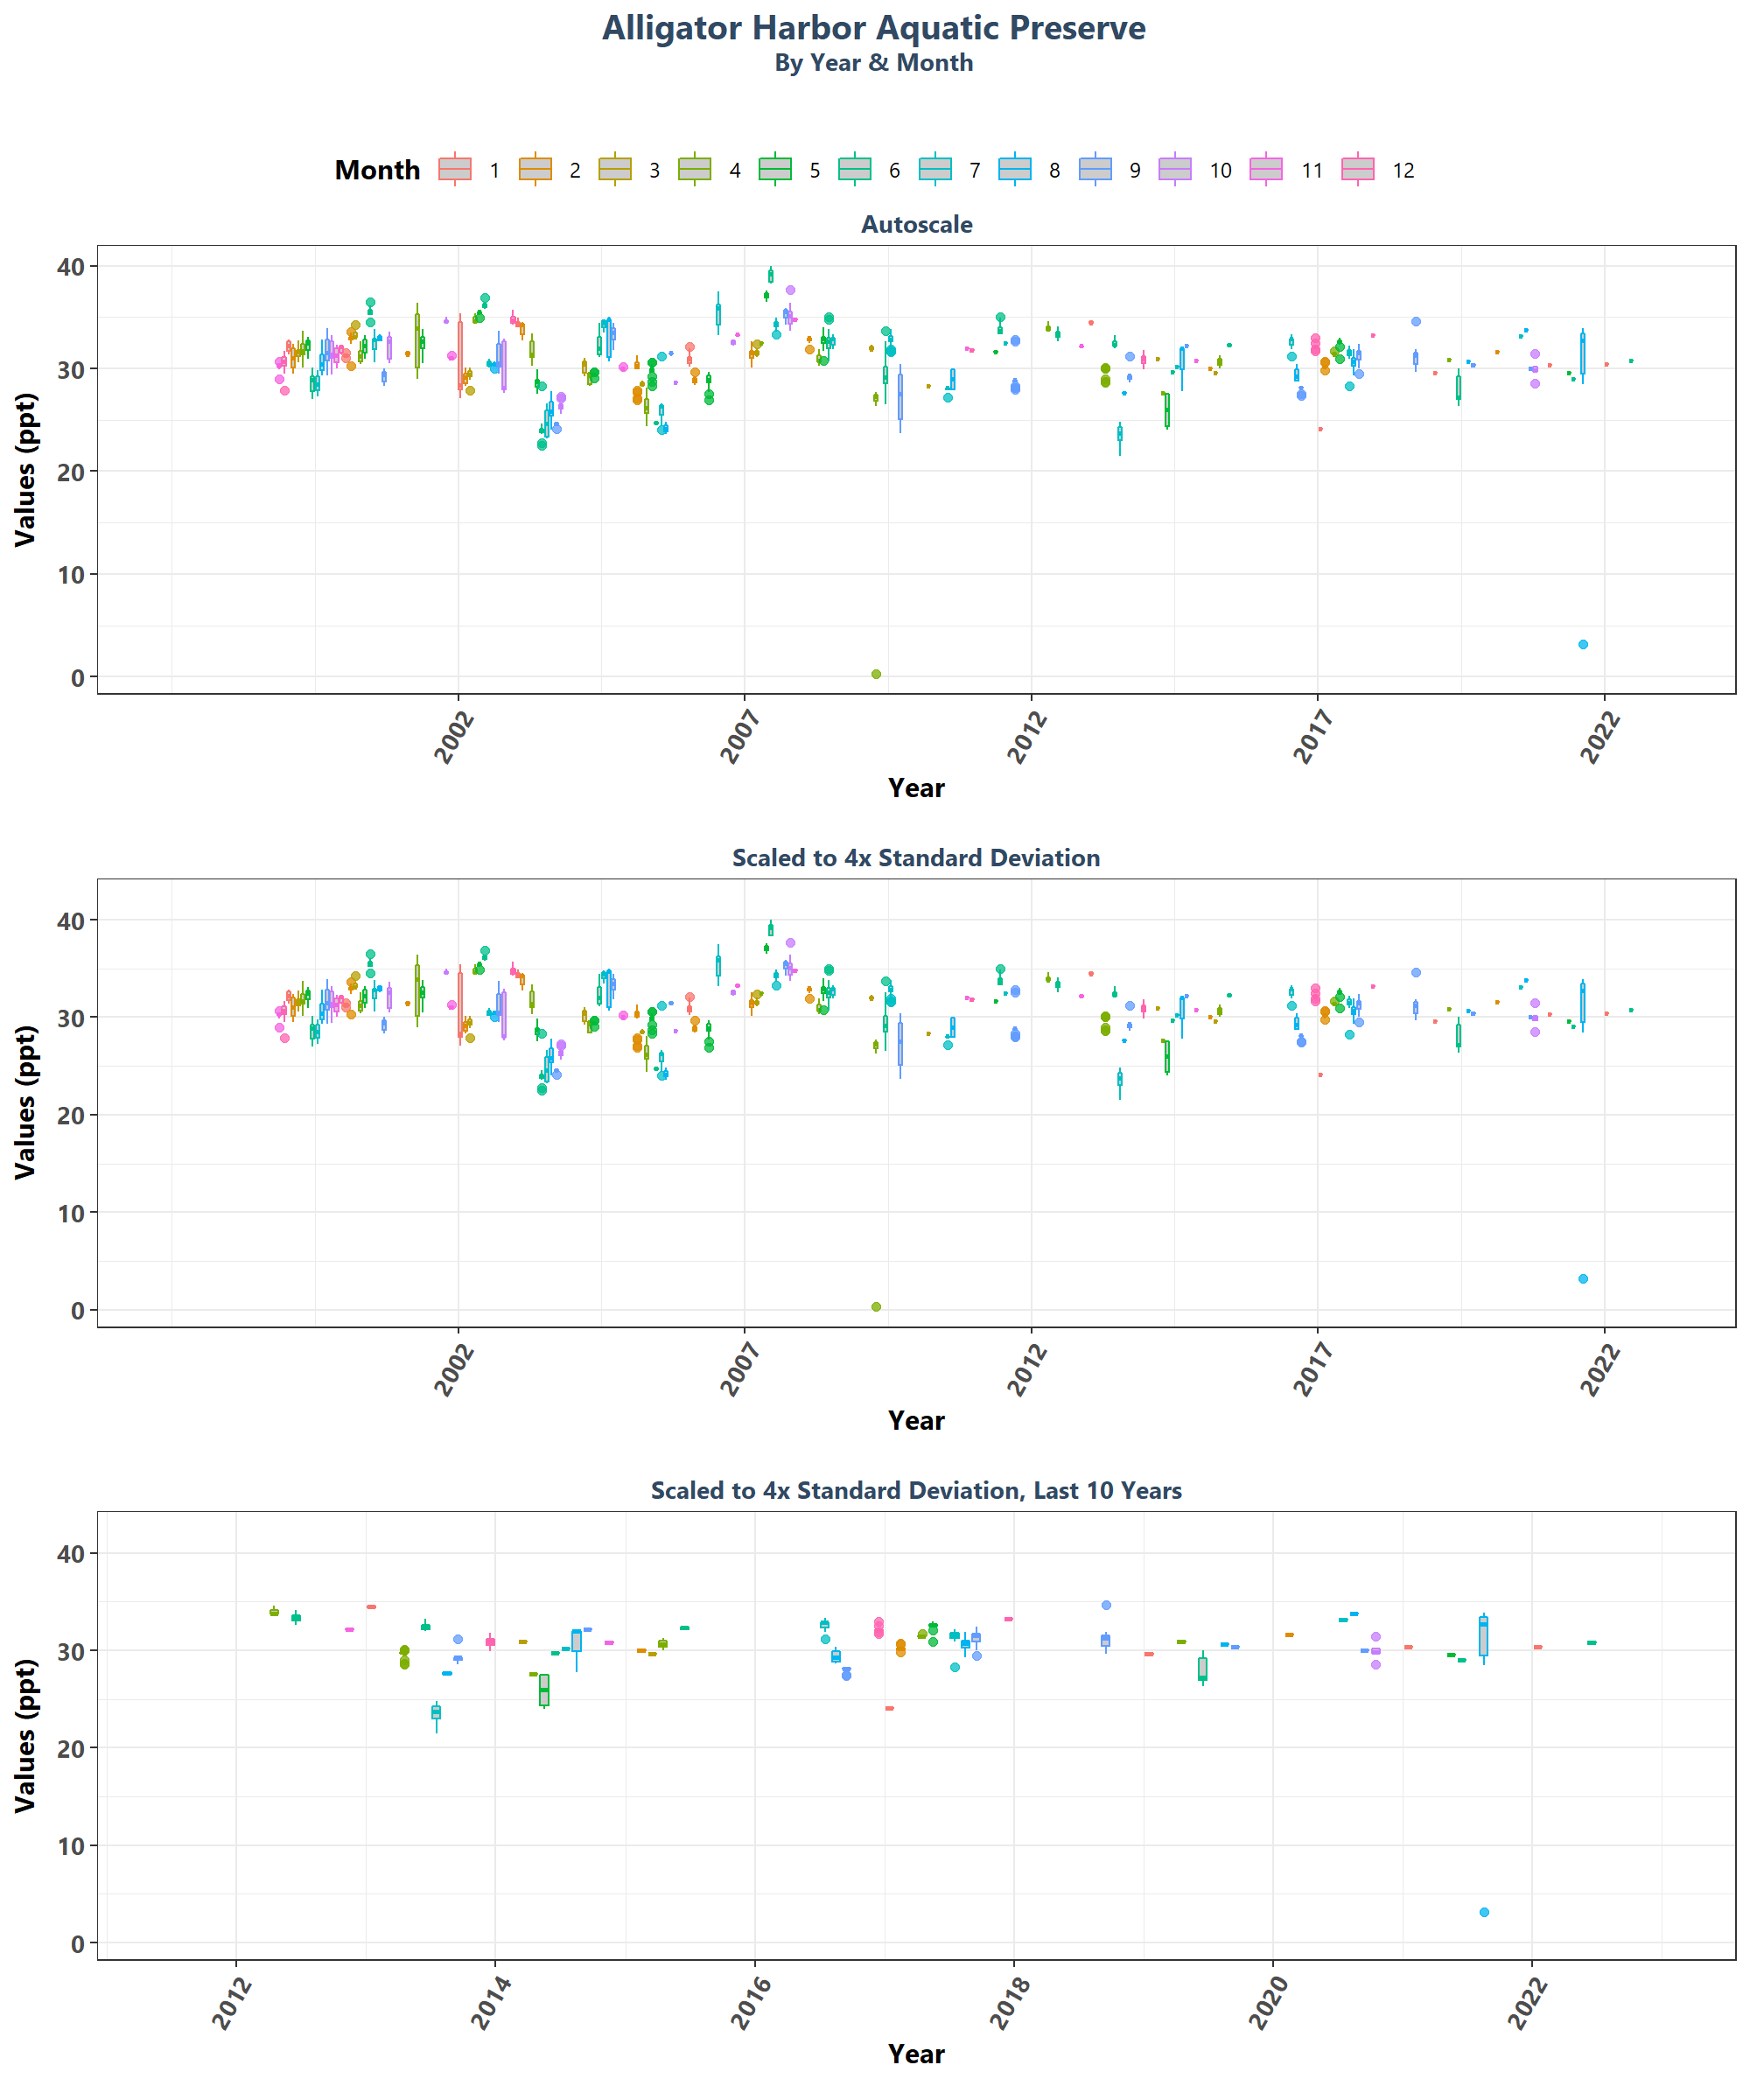 Alligator Harbor Aquatic Preserve
By Year & Month
Month 1 2 3 4 5 6 7 8 9 10 11 12
Autoscale
Values (ppt)
40
30
20
10
0
2002 2007 2012 2017 2022
Year
Scaled to 4x Standard Deviation
Values (ppt)
40
30
20
10
0
2002 2007 2012 2017 2022
Year
Scaled to 4x Standard Deviation, Last 10 Years
Values (ppt)
40
30
20
10
0
2012 2014 2016 2018 2020 2022
Year